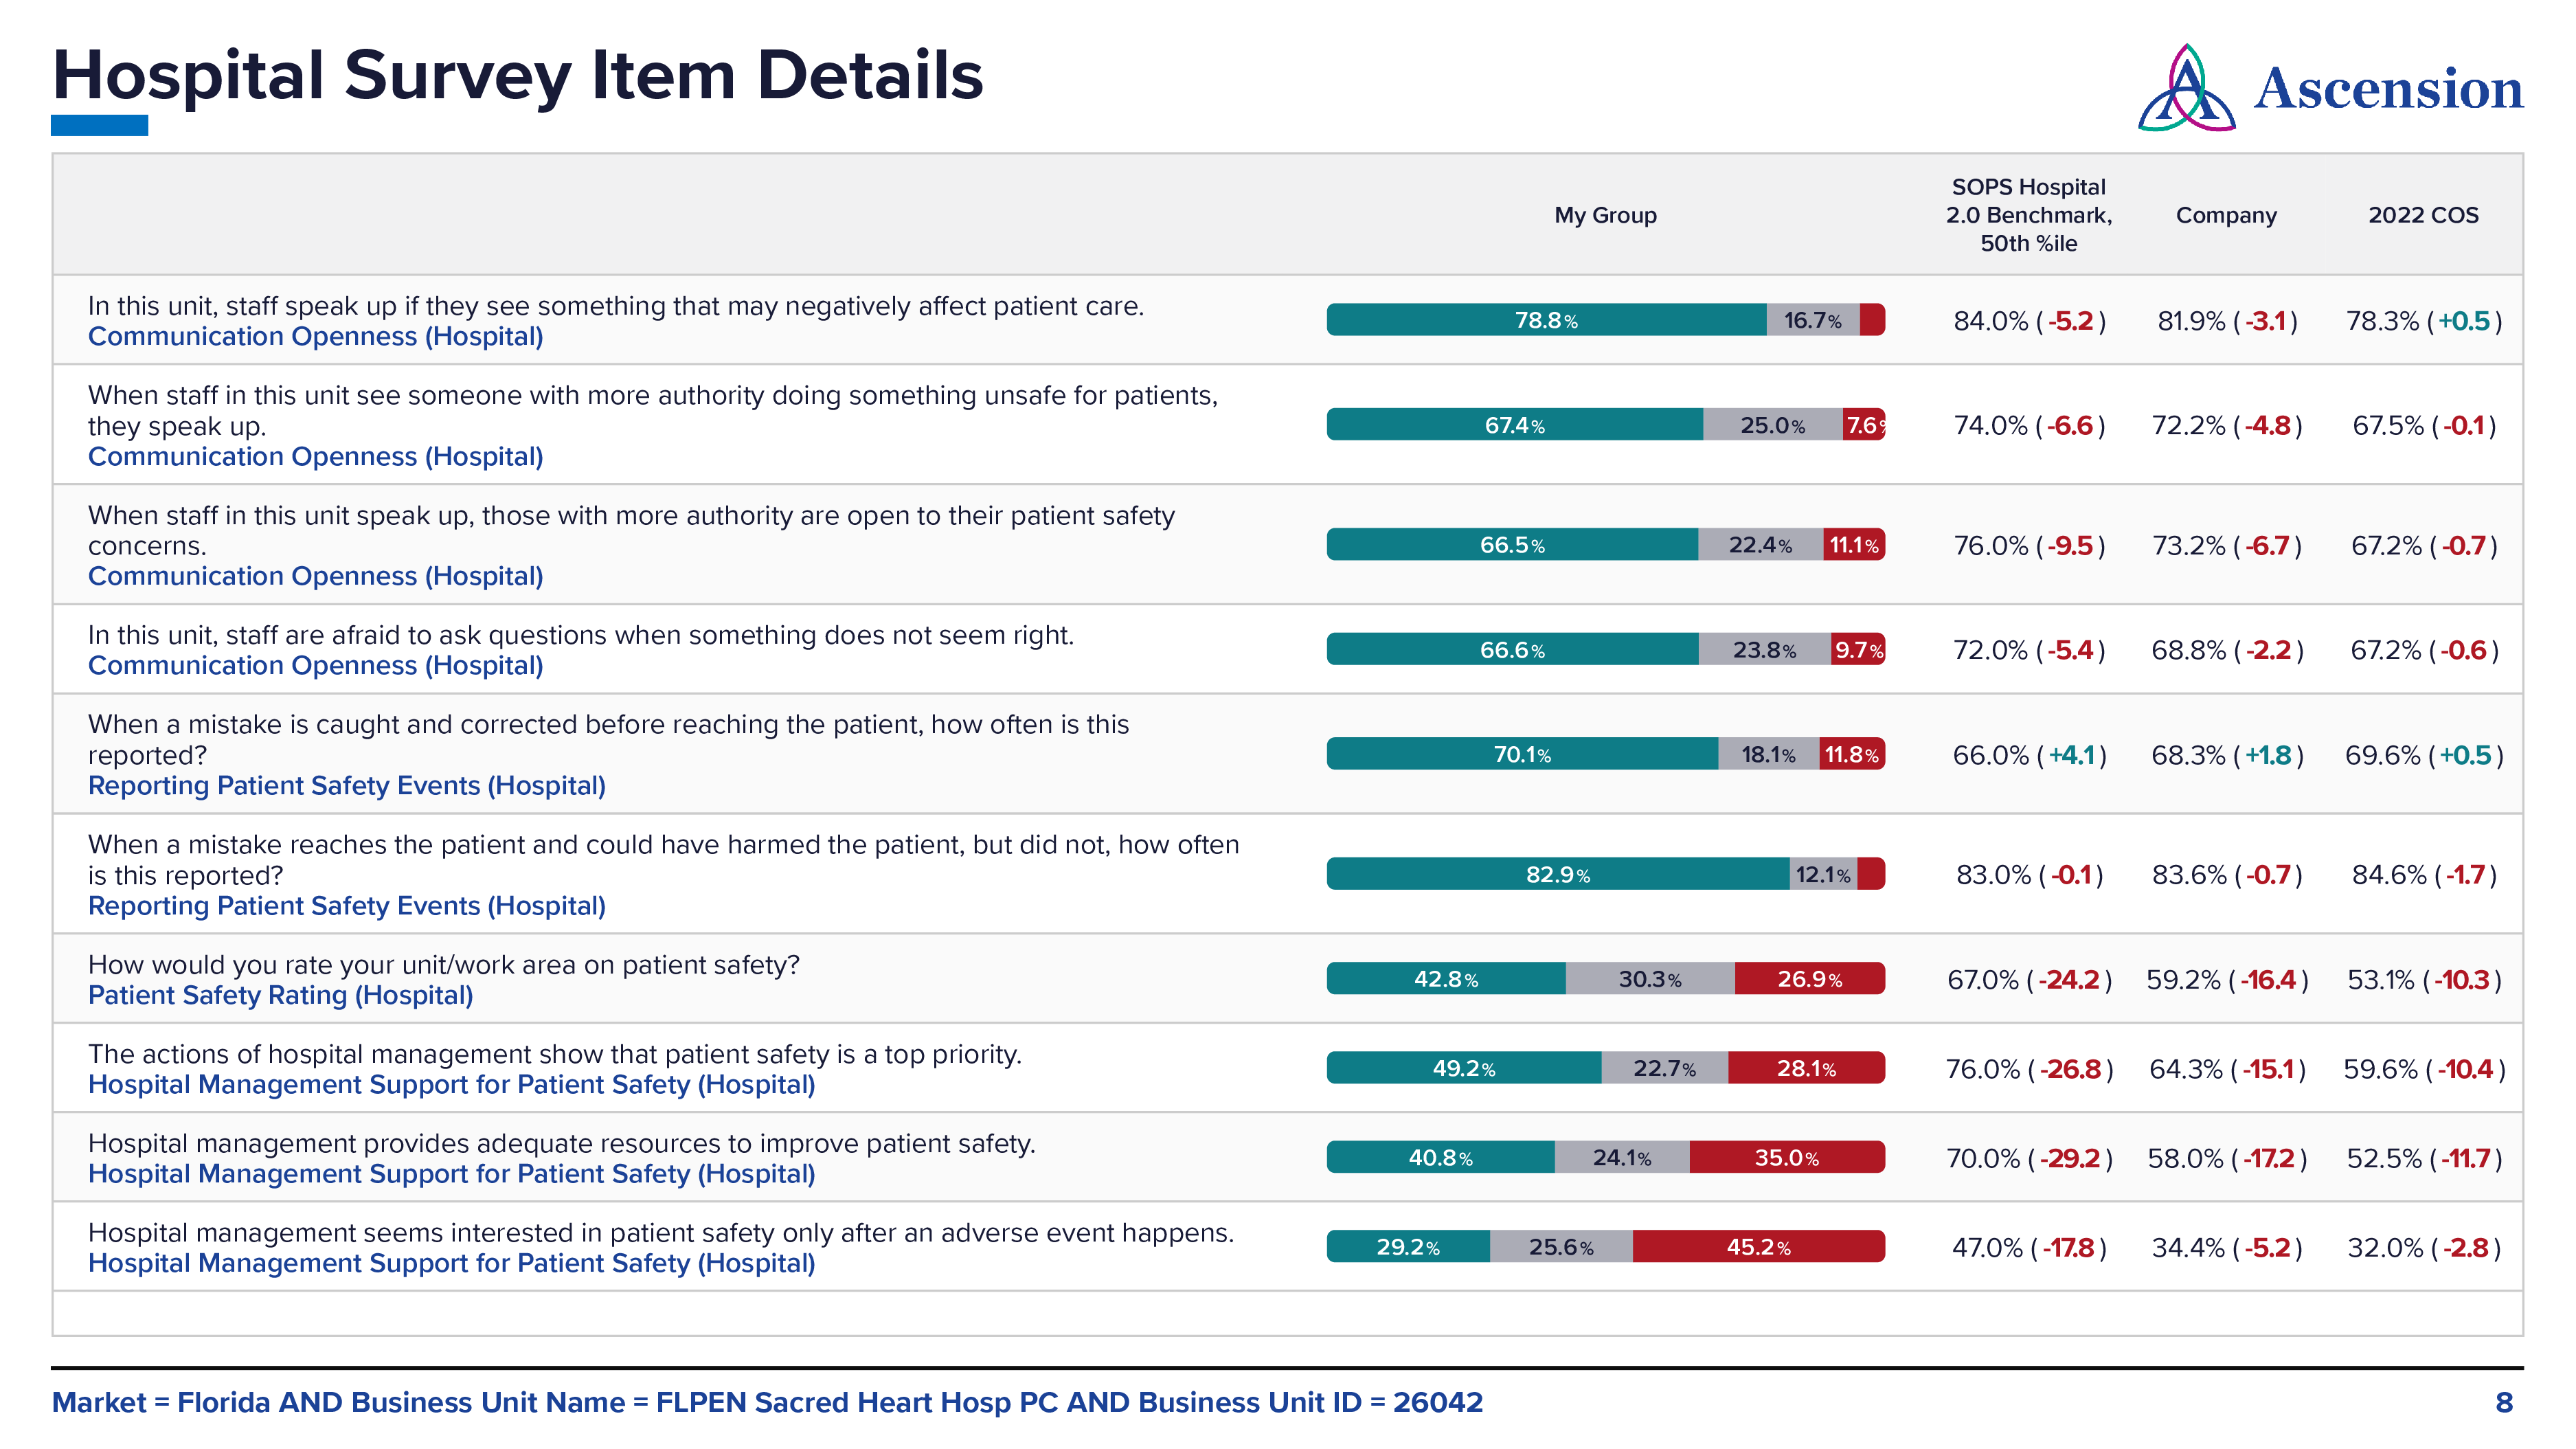 Hospital Survey Item Details
Ascension
My Group
SOPS Hospital
2.0 Benchmark,
50th %ile
Company
2022 COS
In this unit, staff speak up if they see something that may negatively affect patient care.
Communication Openness (Hospital)
78.8% 16.7% 84.0% ( -5.2 ) 81.9% ( -3.1 ) 78.3% ( +0.5 )
When staff in this unit see someone with more authority doing something unsafe for patients,
they speak up.
Communication Openness (Hospital)
67.4% 25.0% 7.6% 74.0% ( -6.6 ) 72.2% ( -4.8 ) 67.5% ( -0.1 )
When staff in this unit speak up, those with more authority are open to their patient safety
concerns.
Communication Openness (Hospital)
66.5% 22.4% 11.1% 76.0% ( -9.5 ) 73.2% ( -6.7 ) 67.2% ( -0.7 )
In this unit, staff are afraid to ask questions when something does not seem right.
Communication Openness (Hospital)
66.6% 23.8% 9.7% 72.0% ( -5.4 ) 68.8% ( -2.2 ) 67.2% ( -0.6 )
When a mistake is caught and corrected before reaching the patient, how often is this
reported?
Reporting Patient Safety Events (Hospital)
70.1% 18.1% 11.8% 66.0% ( +4.1 ) 68.3% ( +1.8 ) 69.6% ( +0.5 )
When a mistake reaches the patient and could have harmed the patient, but did not, how often
is this reported?
Reporting Patient Safety Events (Hospital)
82.9% 12.1% 83.0% ( -0.1 ) 83.6% ( -0.7 ) 84.6% ( -1.7 )
How would you rate your unit/work area on patient safety?
Patient Safety Rating (Hospital)
42.8% 30.3% 26.9% 67.0% ( -24.2 ) 59.2% ( -16.4 ) 53.1% ( -10.3 )
The actions of hospital management show that patient safety is a top priority.
Hospital Management Support for Patient Safety (Hospital)
49.2% 22.7% 28.1% 76.0% ( -26.8 ) 64.3% ( -15.1 ) 59.6% ( -10.4 )
Hospital management provides adequate resources to improve patient safety.
Hospital Management Support for Patient Safety (Hospital)
40.8% 24.1% 35.0% 70.0% ( -29.2 ) 58.0% ( -17.2 ) 52.5% ( -11.7 )
Hospital management seems interested in patient safety only after an adverse event happens.
Hospital Management Support for Patient Safety (Hospital)
29.2% 25.6% 45.2% 47.0% ( -17.8 ) 34.4% ( -5.2 ) 32.0% ( -2.8 )
Market = Florida AND Business Unit Name = FLPEN Sacred Heart Hosp PC AND Business Unit ID = 26042
8